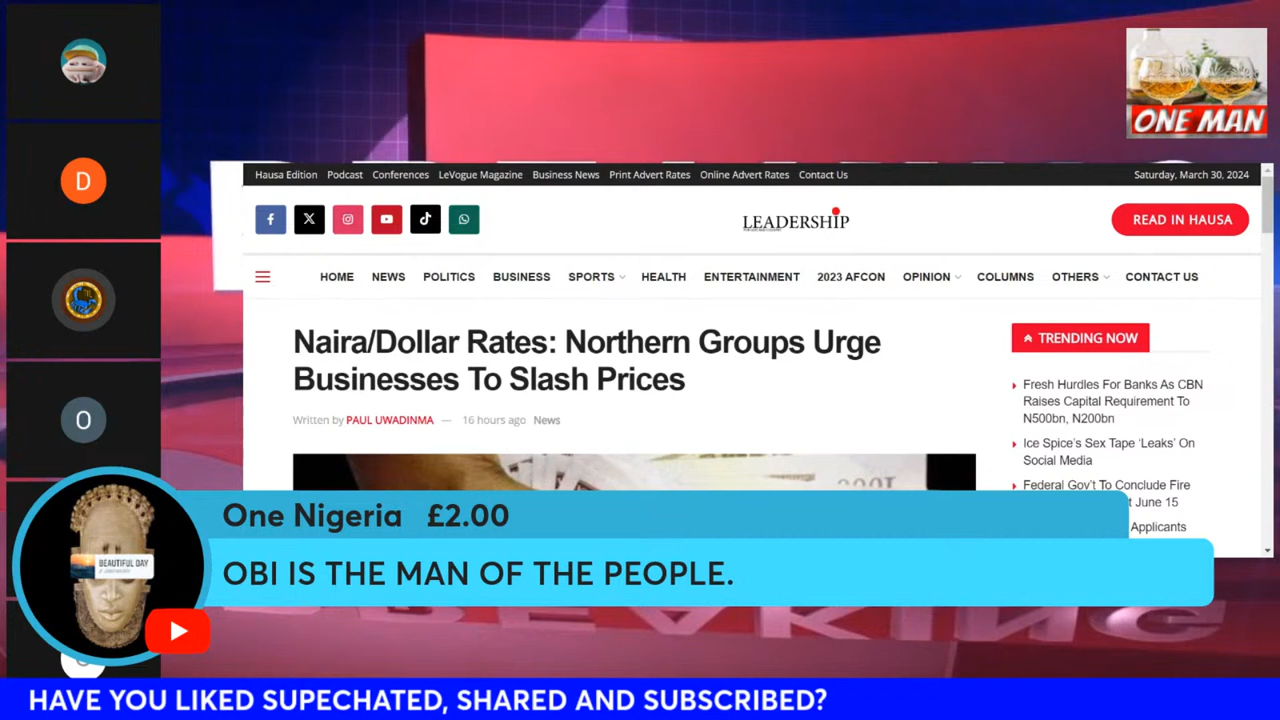 ONE MAN
Hausa Edition Podcast Conferences LeVogue Magazine Business News Print Advert Rates Online Advert Rates Contact Us Saturday, March 30, 2024
LEADERSHIP
READ IN HAUSA
HOME NEWS POLITICS BUSINESS SPORTS HEALTH ENTERTAINMENT 2023 AFCON OPINION COLUMNS OTHERS CONTACT US
Naira/Dollar Rates: Northern Groups Urge
Businesses To Slash Prices
Written by PAUL UWADINMA — 16 hours ago News
TRENDING NOW
Fresh Hurdles For Banks As CBN
Raises Capital Requirement To
N500bn, N200bn
Ice Spice's Sex Tape 'Leaks' On
Social Media
Federal Gov't To Conclude Fire
June 15
Applicants
D
O
One Nigeria £2.00
OBI IS THE MAN OF THE PEOPLE.
BEAUTIFUL DAY
HAVE YOU LIKED SUPECHATED, SHARED AND SUBSCRIBED?